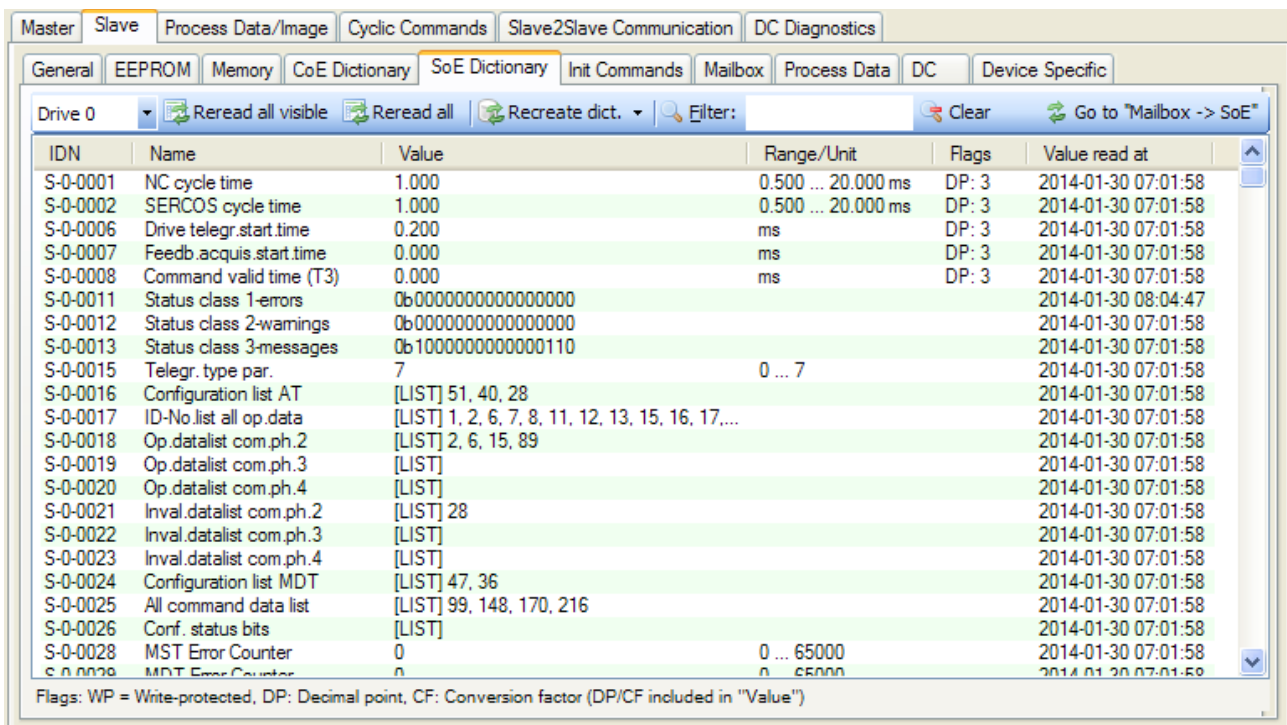 Master Slave Process Data/Image Cyclic Commands Slave2Slave Communication DC Diagnostics
General EEPROM Memory CoE Dictionary SoE Dictionary Init Commands Mailbox Process Data DC Device Specific
Drive 0 Reread all visible Reread all Recreate dict. Filter: Clear Go to "Mailbox -> SoE"
IDN Name Value Range/Unit Flags Value read at
S-0-0001 NC cycle time 1.000 0.500 ... 20.000 ms DP: 3 2014-01-30 07:01:58
S-0-0002 SERCOS cycle time 1.000 0.500 ... 20.000 ms DP: 3 2014-01-30 07:01:58
S-0-0006 Drive telegr.start.time 0.200 ms DP: 3 2014-01-30 07:01:58
S-0-0007 Feedb.acquis.start.time 0.000 ms DP: 3 2014-01-30 07:01:58
S-0-0008 Command valid time (T3) 0.000 ms DP: 3 2014-01-30 07:01:58
S-0-0011 Status class 1-errors 0b0000000000000000 2014-01-30 08:04:47
S-0-0012 Status class 2-warnings 0b0000000000000000 2014-01-30 07:01:58
S-0-0013 Status class 3-messages 0b1000000000000110 2014-01-30 07:01:58
S-0-0015 Telegr. type par. 7 0 ... 7 2014-01-30 07:01:58
S-0-0016 Configuration list AT [LIST] 51, 40, 28 2014-01-30 07:01:58
S-0-0017 ID-No.list all op.data [LIST] 1, 2, 6, 7, 8, 11, 12, 13, 15, 16, 17,... 2014-01-30 07:01:58
S-0-0018 Op.datalist com.ph.2 [LIST] 2, 6, 15, 89 2014-01-30 07:01:58
S-0-0019 Op.datalist com.ph.3 [LIST] 2014-01-30 07:01:58
S-0-0020 Op.datalist com.ph.4 [LIST] 2014-01-30 07:01:58
S-0-0021 Inval.datalist com.ph.2 [LIST] 28 2014-01-30 07:01:58
S-0-0022 Inval.datalist com.ph.3 [LIST] 2014-01-30 07:01:58
S-0-0023 Inval.datalist com.ph.4 [LIST] 2014-01-30 07:01:58
S-0-0024 Configuration list MDT [LIST] 47, 36 2014-01-30 07:01:58
S-0-0025 All command data list [LIST] 99, 148, 170, 216 2014-01-30 07:01:58
S-0-0026 Conf. status bits [LIST] 2014-01-30 07:01:58
S-0-0028 MST Error Counter 0 0 ... 65000 2014-01-30 07:01:58
S-0-0029 MDT Error Counter 0 0 ... 65000 2014-01-30 07:01:58
Flags: WP = Write-protected, DP: Decimal point, CF: Conversion factor (DP/CF included in "Value")